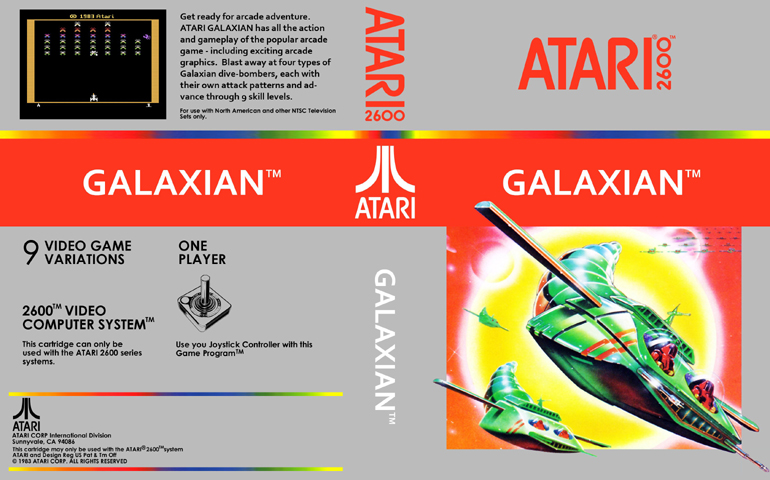 © 1983 Atari
Get ready for arcade adventure.
ATARI GALAXIAN has all the action
and gameplay of the popular arcade
game - including exciting arcade
graphics. Blast away at four types of
Galaxian dive-bombers, each with
their own attack patterns and ad-
vance through 9 skill levels.
For use with North American and other NTSC Television
Sets only.
GALAXIAN™
9 VIDEO GAME
VARIATIONS
ONE
PLAYER
2600™ VIDEO
COMPUTER SYSTEM™
This cartridge can only be
used with the ATARI 2600 series
systems.
Use you Joystick Controller with this
Game Program™
ATARI
ATARI CORP International Division
Sunnyvale, CA 94086
This cartridge may only be used with the ATARI® 2600™system
ATARI and Design Reg US Pat & Tm Off
© 1983 ATARI CORP. ALL RIGHTS RESERVED
ATARI
2600
ATARI
GALAXIAN™
ATARI® 2600™
GALAXIAN™